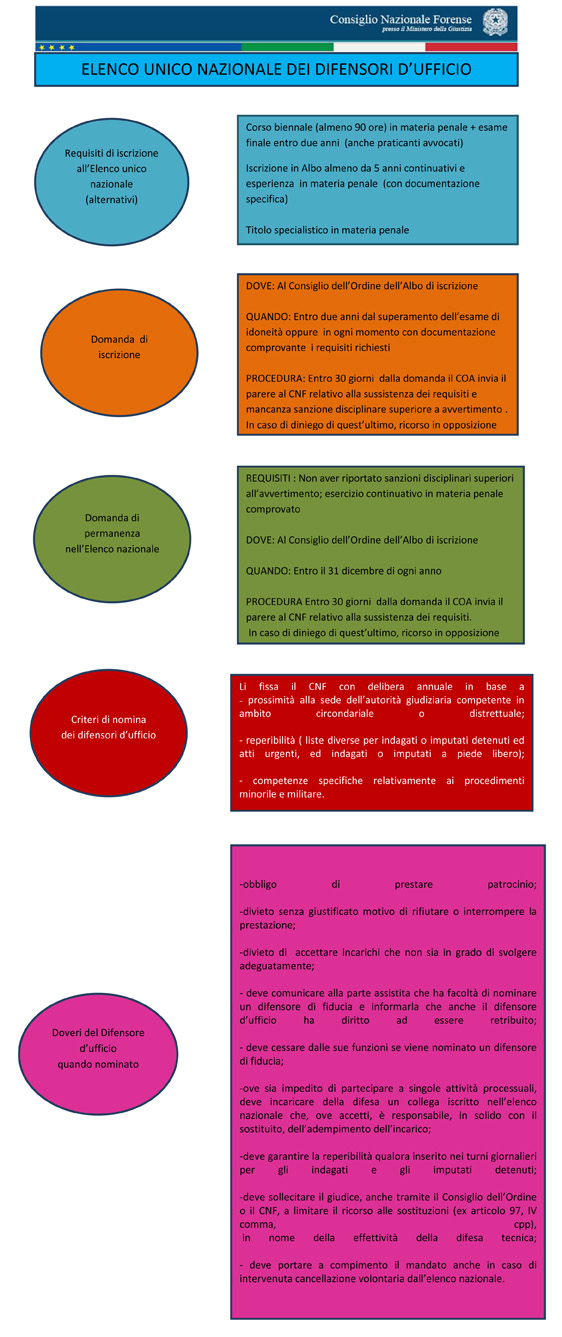 Consiglio Nazionale Forense
presso il Ministero della Giustizia
ELENCO UNICO NAZIONALE DEI DIFENSORI D'UFFICIO
Requisiti di iscrizione
all'Elenco unico
nazionale
(alternativi)
Corso biennale (almeno 90 ore) in materia penale + esame
finale entro due anni (anche praticanti avvocati)
Iscrizione in Albo almeno da 5 anni continuativi e
esperienza in materia penale (con documentazione
specifica)
Titolo specialistico in materia penale
Domanda di
iscrizione
DOVE: Al Consiglio dell'Ordine dell'Albo di iscrizione
QUANDO: Entro due anni dal superamento dell'esame di
idoneità oppure in ogni momento con documentazione
comprovante i requisiti richiesti
PROCEDURA: Entro 30 giorni dalla domanda il COA invia il
parere al CNF relativo alla sussistenza dei requisiti e
mancanza sanzione disciplinare superiore a avvertimento .
In caso di diniego di quest'ultimo, ricorso in opposizione
Domanda di
permanenza
nell'Elenco nazionale
REQUISITI : Non aver riportato sanzioni disciplinari superiori
all'avvertimento; esercizio continuativo in materia penale
comprovato
DOVE: Al Consiglio dell'Ordine dell'Albo di iscrizione
QUANDO: Entro il 31 dicembre di ogni anno
PROCEDURA Entro 30 giorni dalla domanda il COA invia il
parere al CNF relativo alla sussistenza dei requisiti.
In caso di diniego di quest'ultimo, ricorso in opposizione
Criteri di nomina
dei difensori d'ufficio
Li fissa il CNF con delibera annuale in base a
- prossimità alla sede dell'autorità giudiziaria competente in
ambito circondariale o distrettuale;
- reperibilità ( liste diverse per indagati o imputati detenuti ed
atti urgenti, ed indagati o imputati a piede libero);
- competenze specifiche relativamente ai procedimenti
minorile e militare.
Doveri del Difensore
d'ufficio
quando nominato
-obbligo di prestare patrocinio;
-divieto senza giustificato motivo di rifiutare o interrompere la
prestazione;
-divieto di accettare incarichi che non sia in grado di svolgere
adeguatamente;
- deve comunicare alla parte assistita che ha facoltà di nominare
un difensore di fiducia e informarla che anche il difensore
d'ufficio ha diritto ad essere retribuito;
- deve cessare dalle sue funzioni se viene nominato un difensore
di fiducia;
-ove sia impedito di partecipare a singole attività processuali,
deve incaricare della difesa un collega iscritto nell'elenco
nazionale che, ove accetti, è responsabile, in solido con il
sostituito, dell'adempimento dell'incarico;
-deve garantire la reperibilità qualora inserito nei turni giornalieri
per gli indagati e gli imputati detenuti;
-deve sollecitare il giudice, anche tramite il Consiglio dell'Ordine
o il CNF, a limitare il ricorso alle sostituzioni (ex articolo 97, IV
comma, cpp),
in nome della effettività della difesa tecnica;
- deve portare a compimento il mandato anche in caso di
intervenuta cancellazione volontaria dall'elenco nazionale.